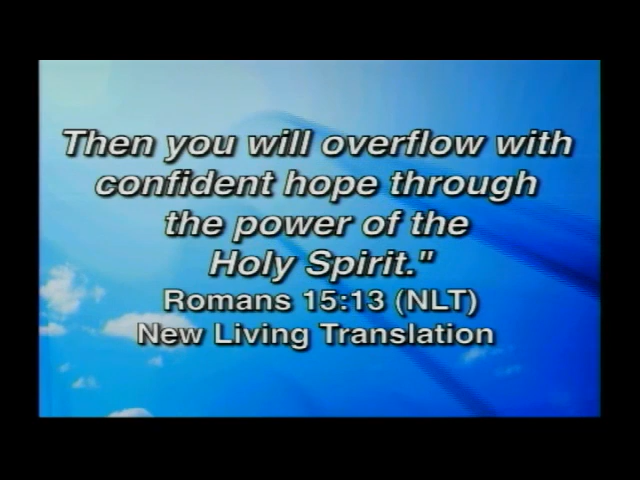 Then you will overflow with
confident hope through
the power of the
Holy Spirit."
Romans 15:13 (NLT)
New Living Translation